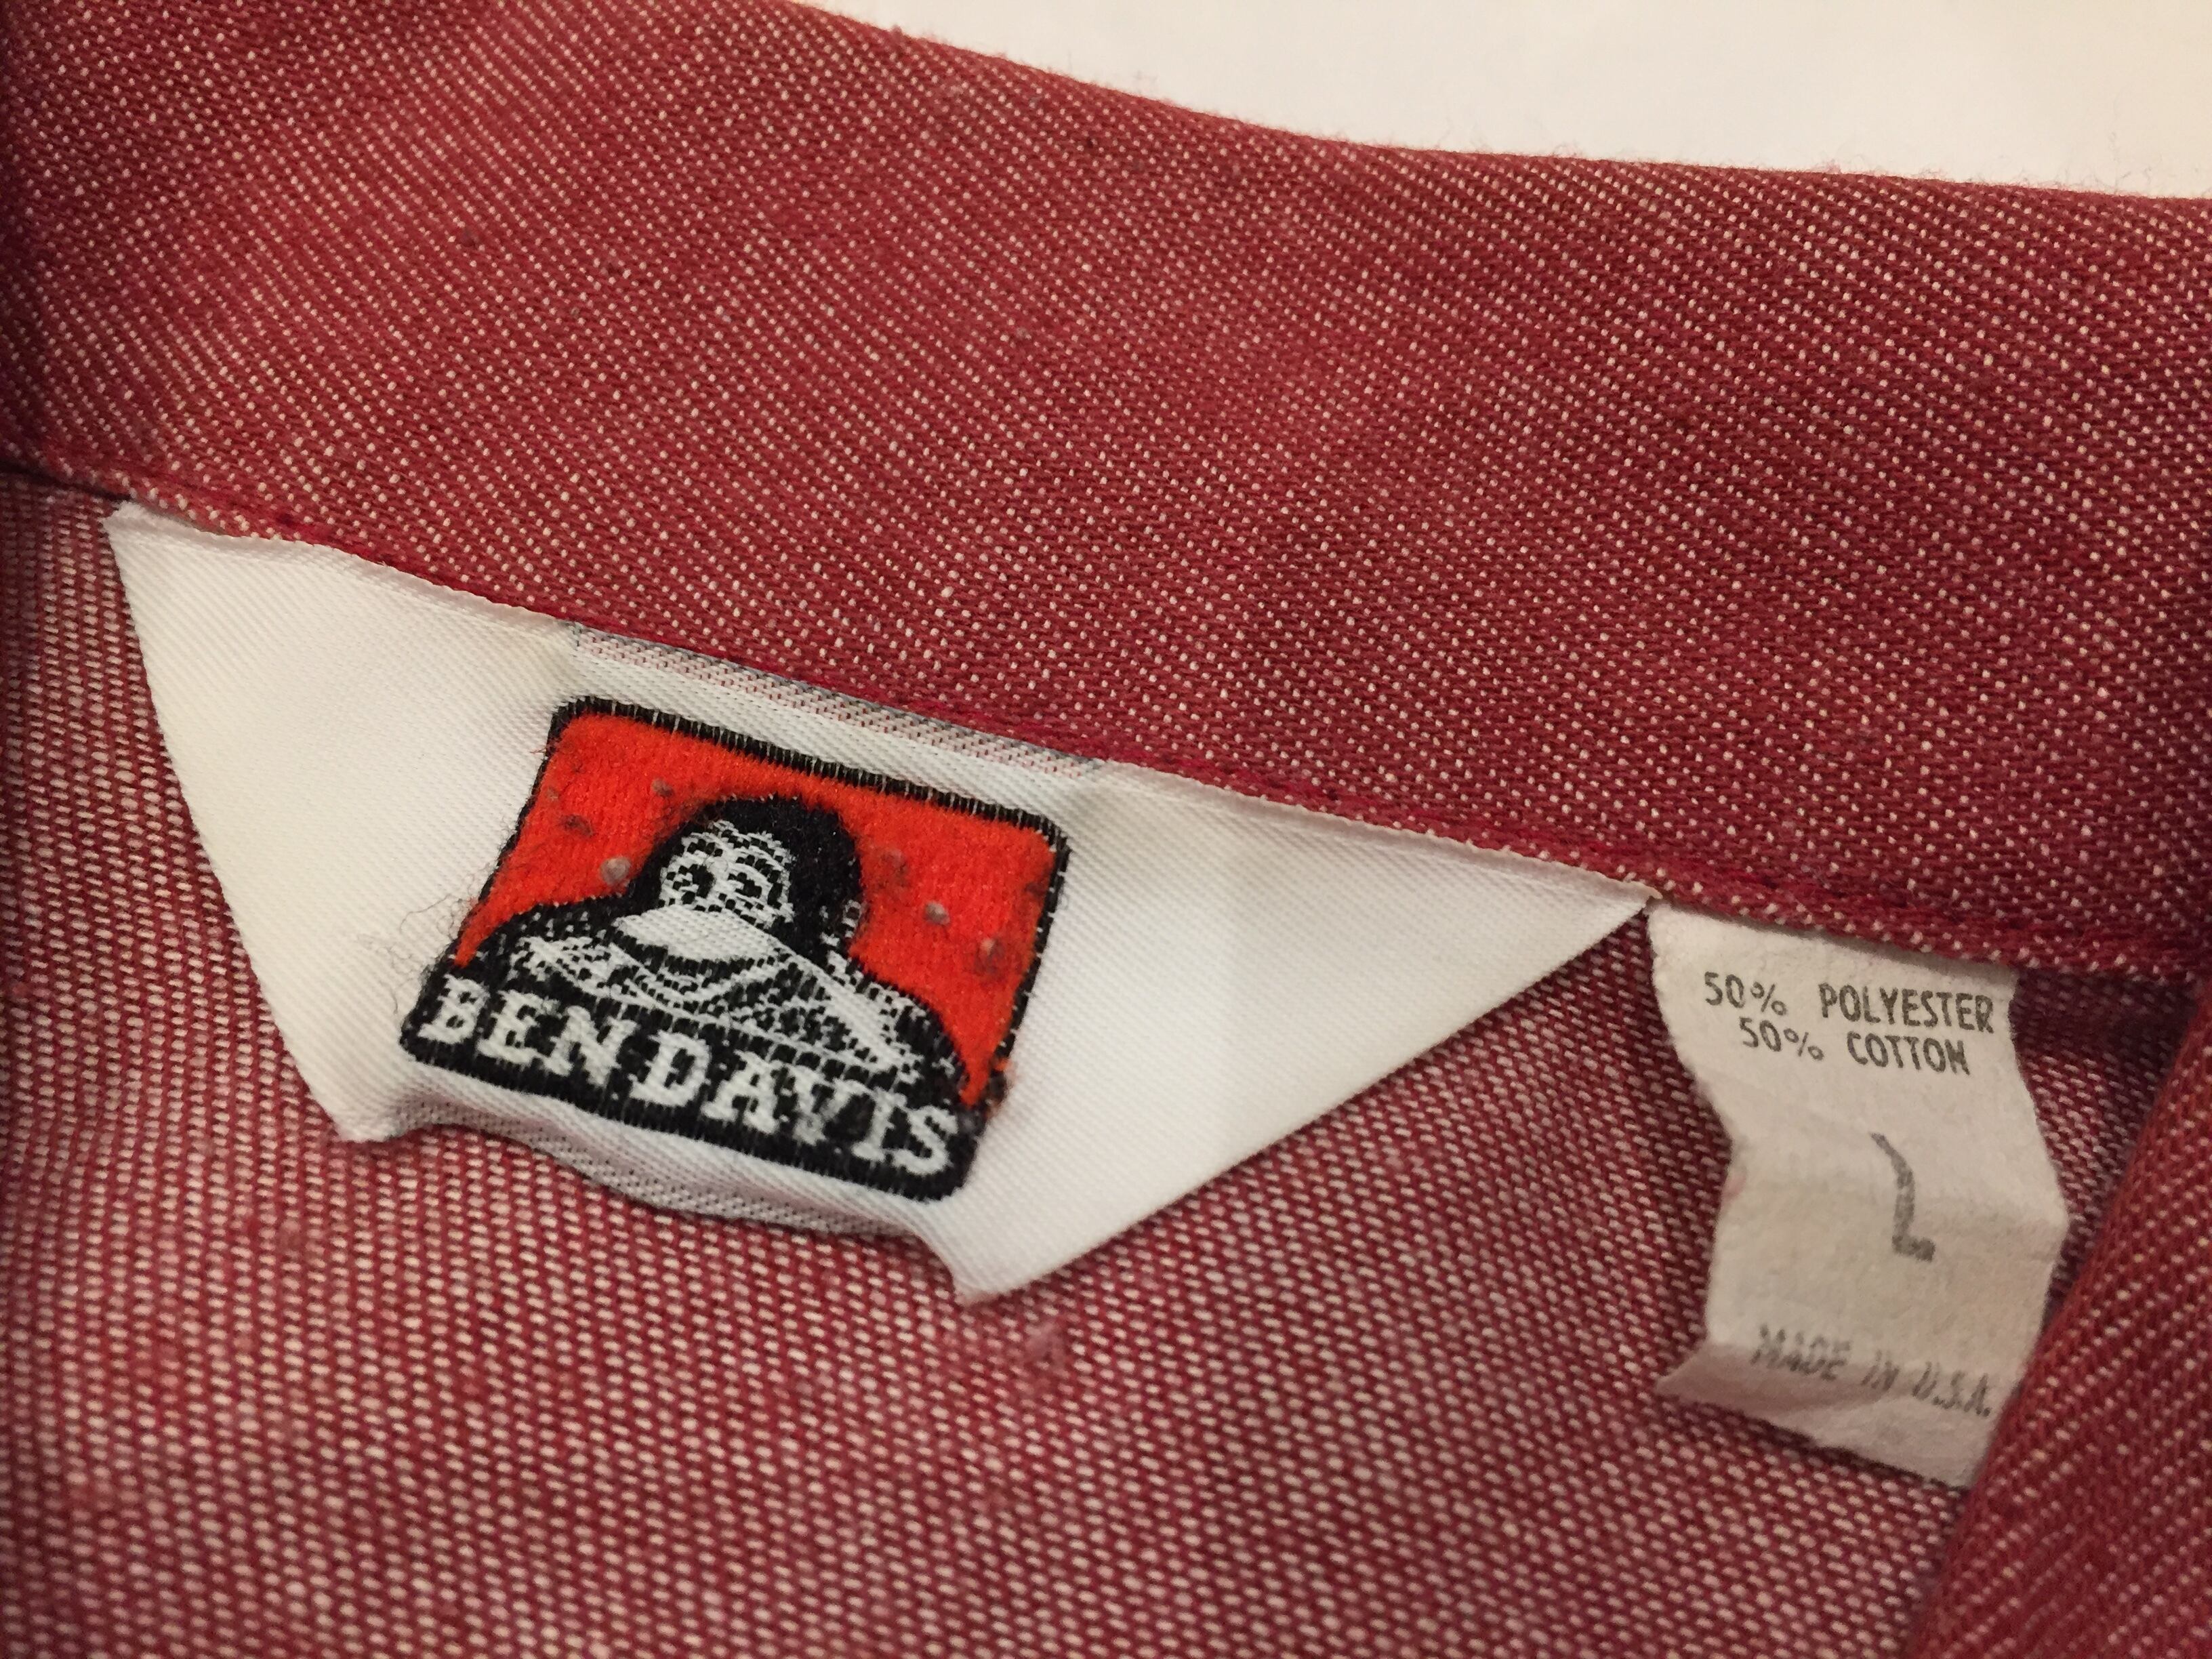 BEN DAVIS
50% POLYESTER
50% COTTON
L
MADE IN U.S.A.